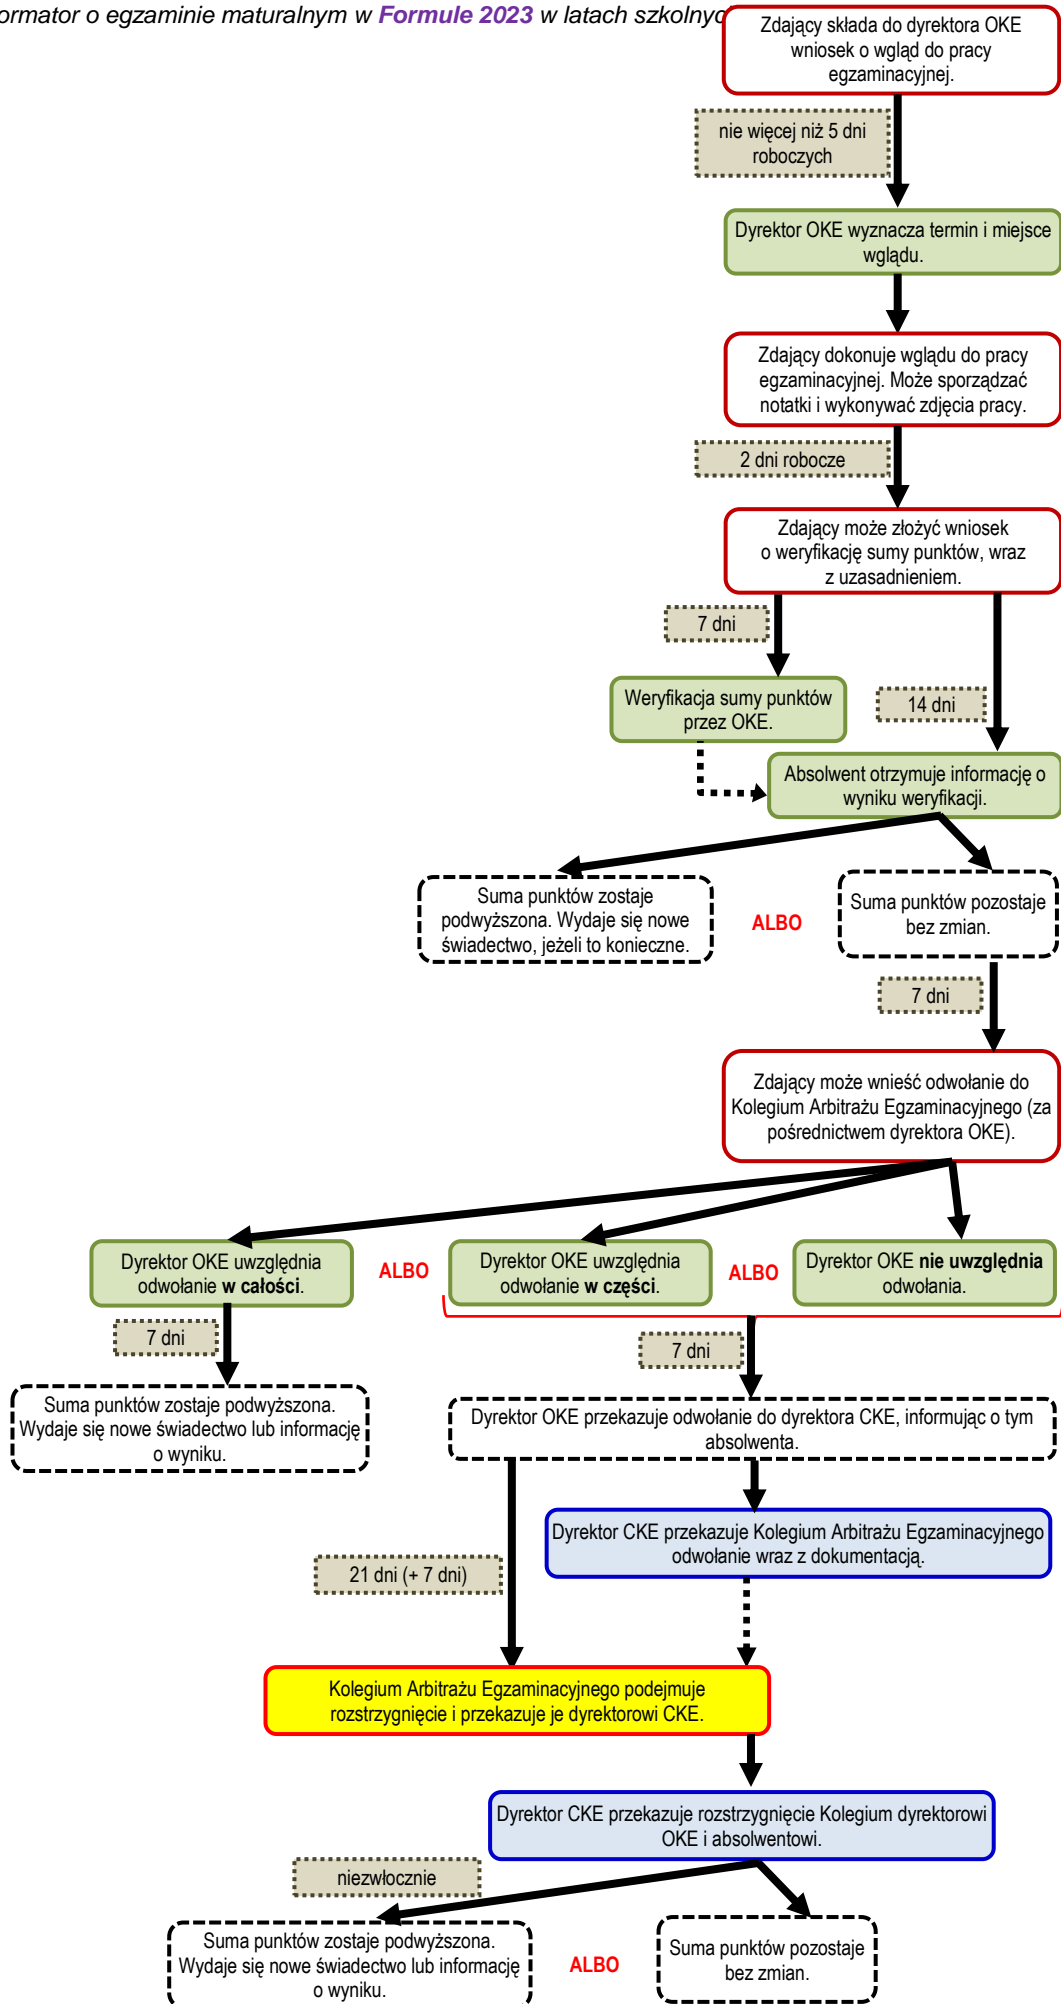 ormator o egzaminie maturalnym w Formule 2023 w latach szkolnyc
Zdający składa do dyrektora OKE
wniosek o wgląd do pracy
egzaminacyjnej.
nie więcej niż 5 dni
roboczych
Dyrektor OKE wyznacza termin i miejsce
wglądu.
Zdający dokonuje wglądu do pracy
egzaminacyjnej. Może sporządzać
notatki i wykonywać zdjęcia pracy.
2 dni robocze
Zdający może złożyć wniosek
o weryfikację sumy punktów, wraz
z uzasadnieniem.
7 dni
Weryfikacja sumy punktów
przez OKE.
14 dni
Absolwent otrzymuje informację o
wyniku weryfikacji.
Suma punktów zostaje
podwyższona. Wydaje się nowe
świadectwo, jeżeli to konieczne.
ALBO
Suma punktów pozostaje
bez zmian.
7 dni
Zdający może wnieść odwołanie do
Kolegium Arbitrażu Egzaminacyjnego (za
pośrednictwem dyrektora OKE).
Dyrektor OKE uwzględnia
odwołanie w całości.
ALBO
Dyrektor OKE uwzględnia
odwołanie w części.
ALBO
Dyrektor OKE nie uwzględnia
odwołania.
7 dni
7 dni
Suma punktów zostaje podwyższona.
Wydaje się nowe świadectwo lub informację
o wyniku.
Dyrektor OKE przekazuje odwołanie do dyrektora CKE, informując o tym
absolwenta.
Dyrektor CKE przekazuje Kolegium Arbitrażu Egzaminacyjnego
odwołanie wraz z dokumentacją.
21 dni (+ 7 dni)
Kolegium Arbitrażu Egzaminacyjnego podejmuje
rozstrzygnięcie i przekazuje je dyrektorowi CKE.
Dyrektor CKE przekazuje rozstrzygnięcie Kolegium dyrektorowi
OKE i absolwentowi.
niezwłocznie
Suma punktów zostaje podwyższona.
Wydaje się nowe świadectwo lub informację
o wyniku.
ALBO
Suma punktów pozostaje
bez zmian.